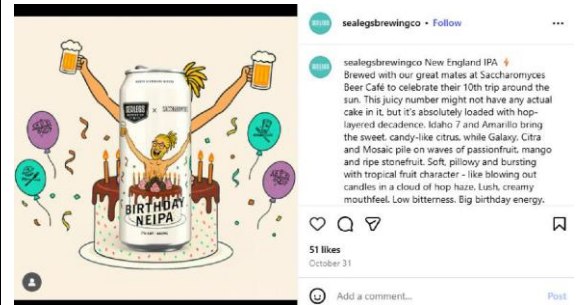 sealegsbrewingco • Follow
sealegsbrewingco New England IPA
Brewed with our great mates at Saccharomyces
Beer Café to celebrate their 10th trip around the
sun. This juicy number might not have any actual
cake in it, but it's absolutely loaded with hop-
layered decadence. Idaho 7 and Amarillo bring
the sweet, candy-like citrus, while Galaxy, Citra
and Mosaic pile on waves of passionfruit, mango
and ripe stonefruit. Soft, pillowy and bursting
with tropical fruit character - like blowing out
candles in a cloud of hop haze. Lush, creamy
mouthfeel. Low bitterness. Big birthday energy.
51 likes
October 31
Add a comment...
Post
SEALEGS
x
SACCHAROMYCES
BIRTHDAY
NEIPA